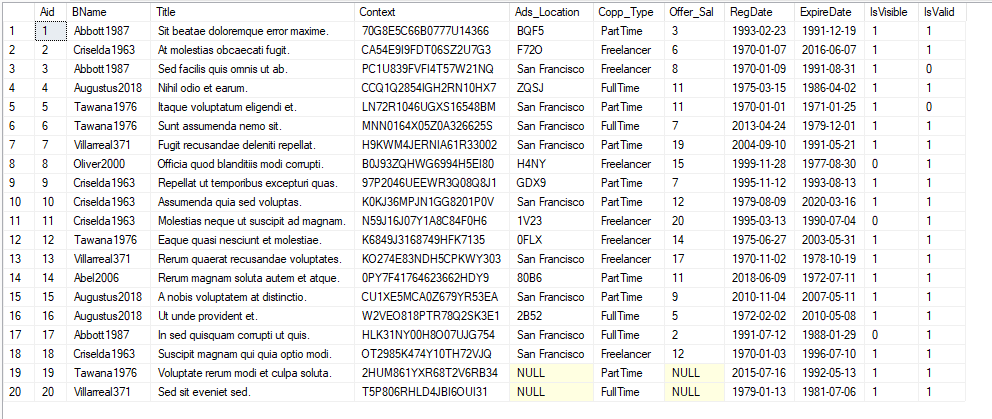 Aid BName Title Context Ads_Location Copp_Type Offer_Sal RegDate ExpireDate IsVisible IsValid
1 1 Abbott1987 Sit beatae doloremque error maxime. 70G8E5C66B0777U14366 BQF5 PartTime 3 1993-02-23 1991-12-19 1 1
2 2 Criselda1963 At molestias obcaecati fugit. CA54E9I9FDT06SZ2U7G3 F72O Freelancer 6 1970-01-07 2016-06-07 1 1
3 3 Abbott1987 Sed facilis quis omnis ut ab. PC1U839FVFI4T57W21NQ San Francisco Freelancer 8 1970-01-09 1991-08-31 1 0
4 4 Augustus2018 Nihil odio et earum. CCQ1Q2854IGH2RN10HX7 ZQSJ FullTime 11 1975-03-15 1986-04-02 1 1
5 5 Tawana1976 Itaque voluptatum eligendi et. LN72R1046UGXS16548BM San Francisco PartTime 11 1970-01-01 1971-01-25 1 0
6 6 Tawana1976 Sunt assumenda nemo sit. MNN0164X05Z0A326625S San Francisco FullTime 7 2013-04-24 1979-12-01 1 1
7 7 Villarreal371 Fugit recusandae deleniti repellat. H9KWM4JERNIA61R33002 San Francisco PartTime 19 2004-09-10 1991-05-21 1 1
8 8 Oliver2000 Officia quod blanditiis modi corrupti. B0J93ZQHWG6994H5EI80 H4NY Freelancer 15 1999-11-28 1977-08-30 0 1
9 9 Criselda1963 Repellat ut temporibus excepturi quas. 97P2046UEEWR3Q08Q8J1 GDX9 PartTime 7 1995-11-12 1993-08-13 1 1
10 10 Criselda1963 Assumenda quia sed voluptas. K0KJ36MPJN1GG8201P0V San Francisco PartTime 12 1979-08-09 2020-03-16 1 1
11 11 Criselda1963 Molestias neque ut suscipit ad magnam. N59J16J07Y1A8C84F0H6 1V23 Freelancer 20 1995-03-13 1990-07-04 0 1
12 12 Tawana1976 Eaque quasi nesciunt et molestiae. K6849J3168749HFK7135 0FLX Freelancer 14 1975-06-27 2003-05-31 1 1
13 13 Villarreal371 Rerum quaerat recusandae voluptates. KO274E83NDH5CPKWY303 San Francisco Freelancer 17 1970-11-02 1978-10-19 1 1
14 14 Abel2006 Rerum magnam soluta autem et atque. 0PY7F41764623662HDY9 80B6 PartTime 11 2018-06-09 1972-07-11 1 1
15 15 Augustus2018 A nobis voluptatem at distinctio. CU1XE5MCA0Z679YR53EA San Francisco PartTime 9 2010-11-04 2007-05-11 1 1
16 16 Augustus2018 Ut unde provident et. W2VEO818PTR78Q2SK3E1 2B52 FullTime 5 1972-02-02 2010-05-08 1 1
17 17 Abbott1987 In sed quisquam corrupti ut quis. HLK31NY00H8O07UJG754 San Francisco FullTime 2 1991-07-12 1988-01-29 0 1
18 18 Criselda1963 Suscipit magnam qui quia optio modi. OT2985K474Y10TH72VJQ San Francisco Freelancer 12 1970-01-03 1996-07-10 1 1
19 19 Tawana1976 Voluptate rerum modi et culpa soluta. 2HUM861YXR68T2V6RB34 NULL PartTime NULL 2015-07-16 1992-05-13 1 1
20 20 Villarreal371 Sed sit eveniet sed. T5P806RHLD4JBI6OUI31 NULL FullTime NULL 1979-01-13 1981-07-06 1 1